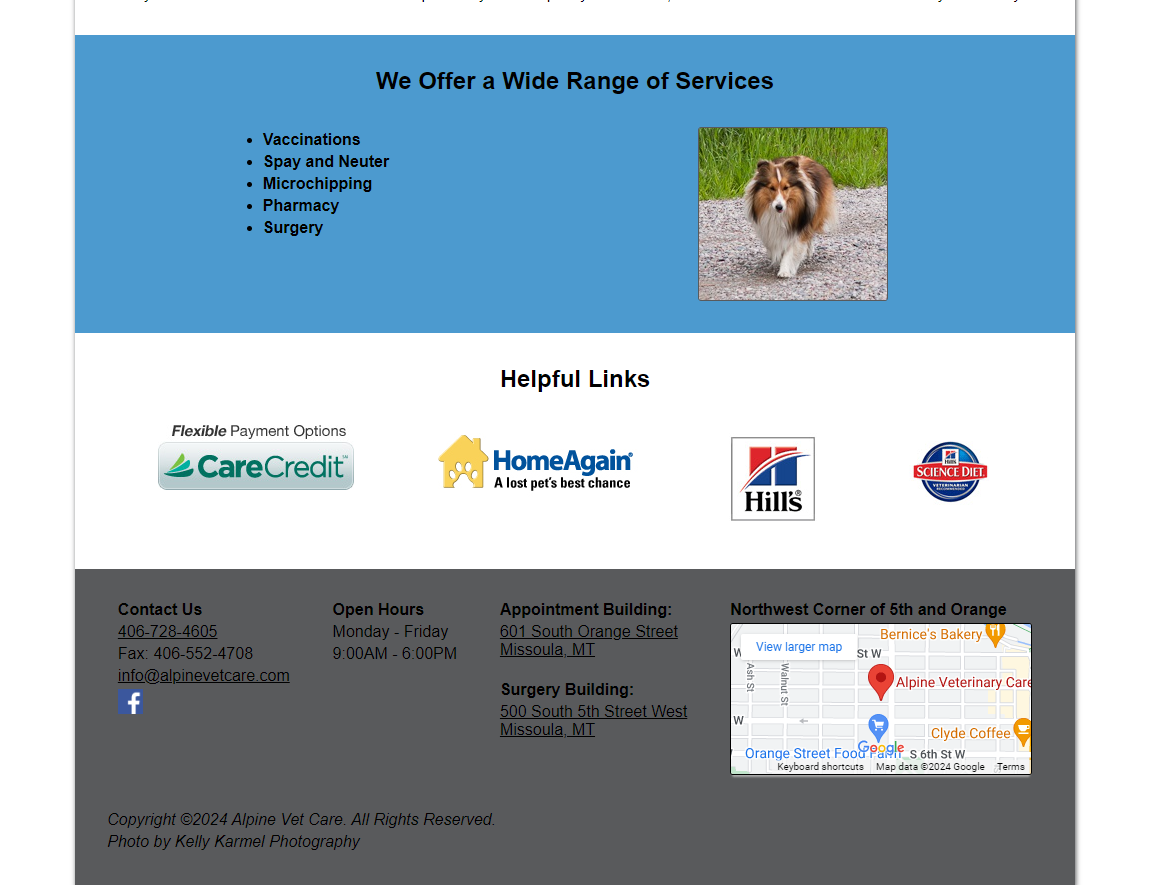 We Offer a Wide Range of Services
Vaccinations
Spay and Neuter
Microchipping
Pharmacy
Surgery
Helpful Links
Flexible Payment Options
CareCredit
HomeAgain®
A lost pet's best chance
Hill's®
Hill's
SCIENCE DIET
VETERINARIAN
RECOMMENDED
Contact Us
406-728-4605
Fax: 406-552-4708
info@alpinevetcare.com
Open Hours
Monday - Friday
9:00AM - 6:00PM
Appointment Building:
601 South Orange Street
Missoula, MT
Surgery Building:
500 South 5th Street West
Missoula, MT
Northwest Corner of 5th and Orange
Bernice's Bakery
View larger map
W
St W
Ash St
Walnut St
Alpine Veterinary Care
W
Clyde Coffee
Orange Street Food Farm
Google
S 6th St W
Keyboard shortcuts
Map data ©2024 Google
Terms
Copyright ©2024 Alpine Vet Care. All Rights Reserved.
Photo by Kelly Karmel Photography